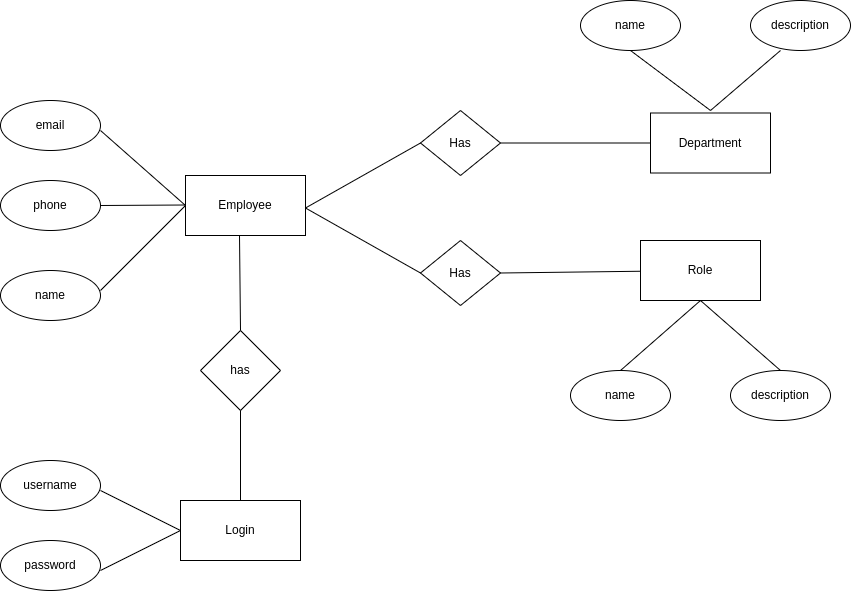 name
description
email
Has
Department
phone
Employee
Has
Role
name
has
name
description
username
Login
password